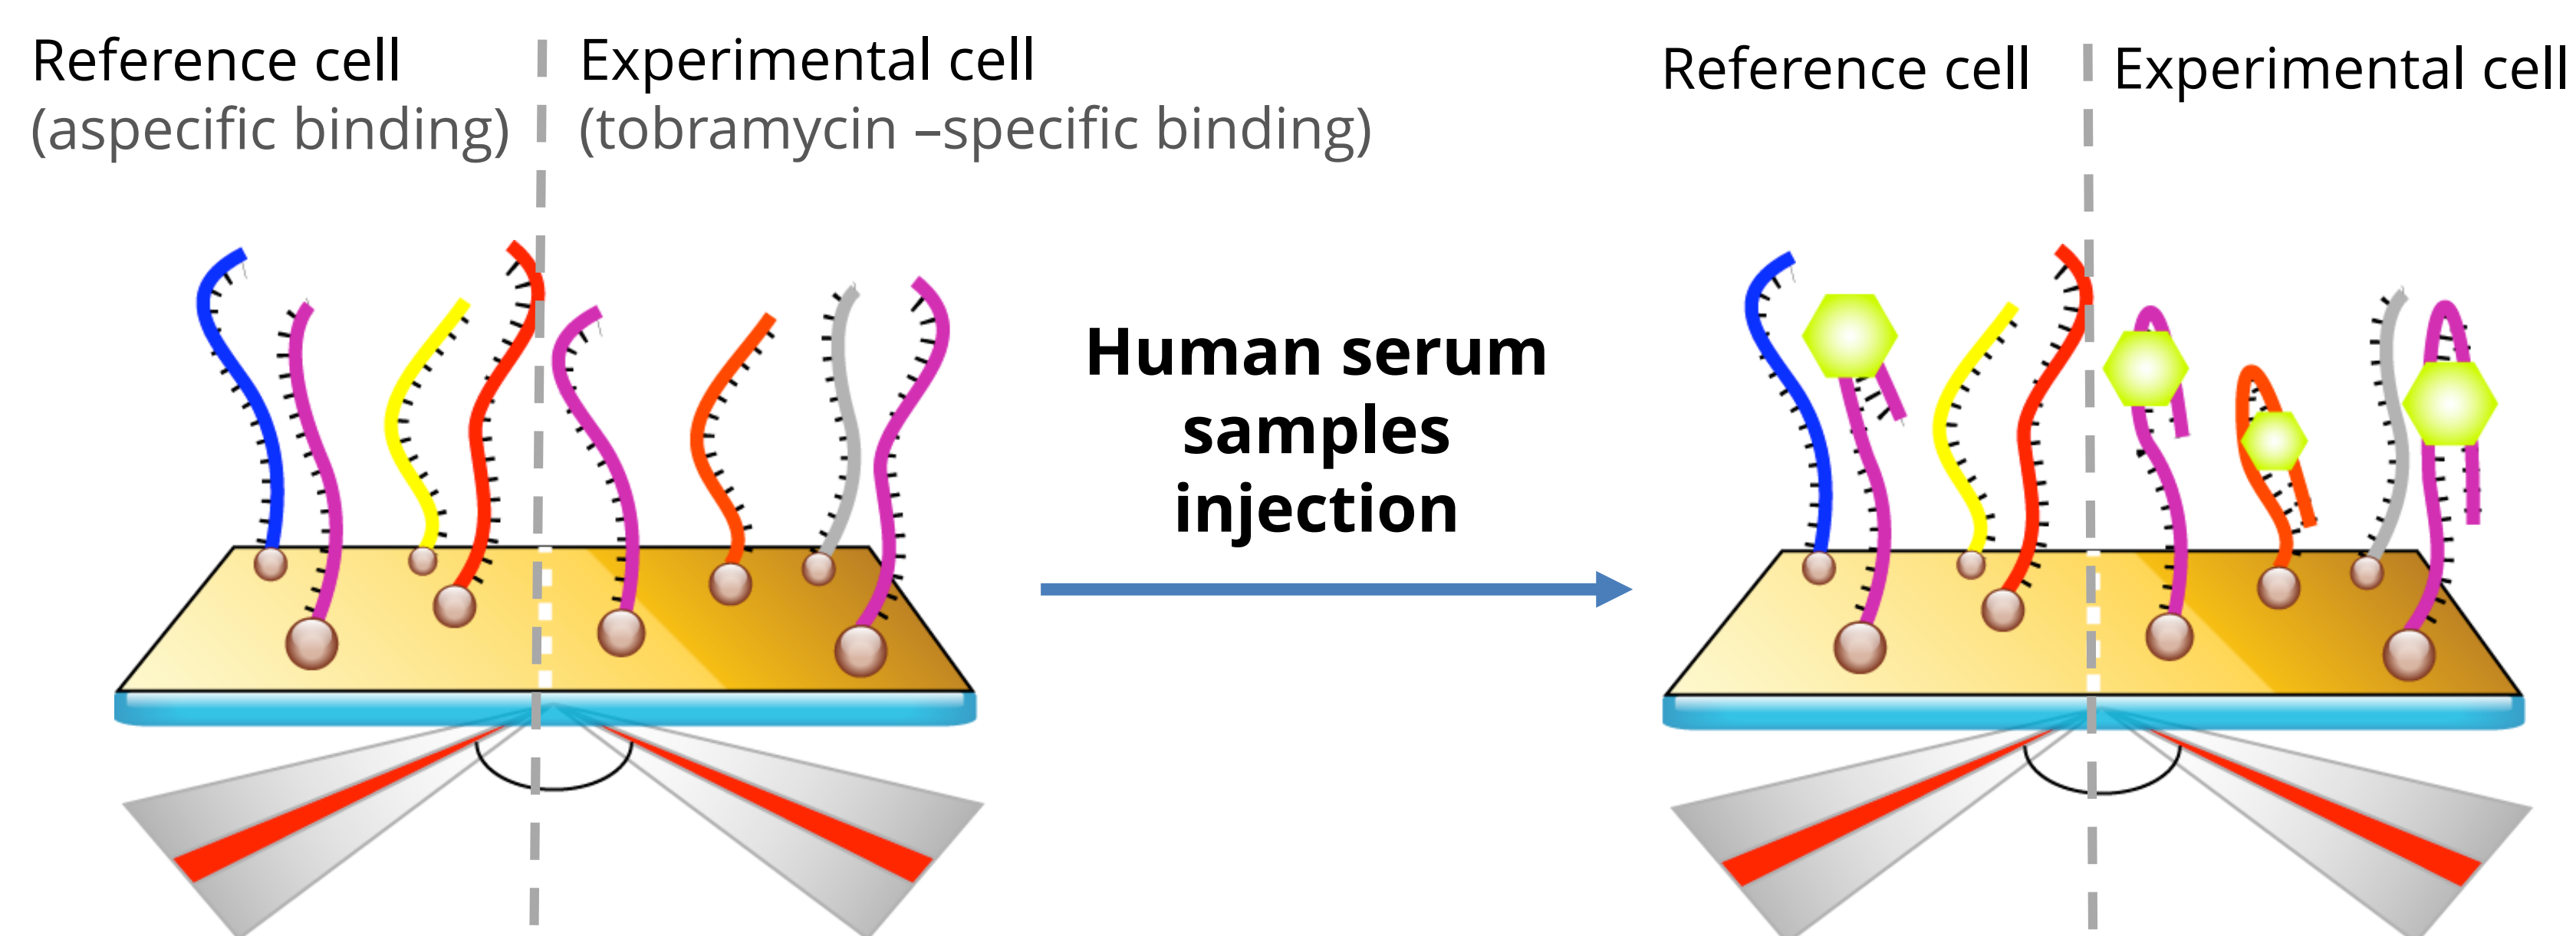 Reference cell
(aspecific binding)
Experimental cell
(tobramycin –specific binding)
Human serum
samples
injection
Reference cell
Experimental cell